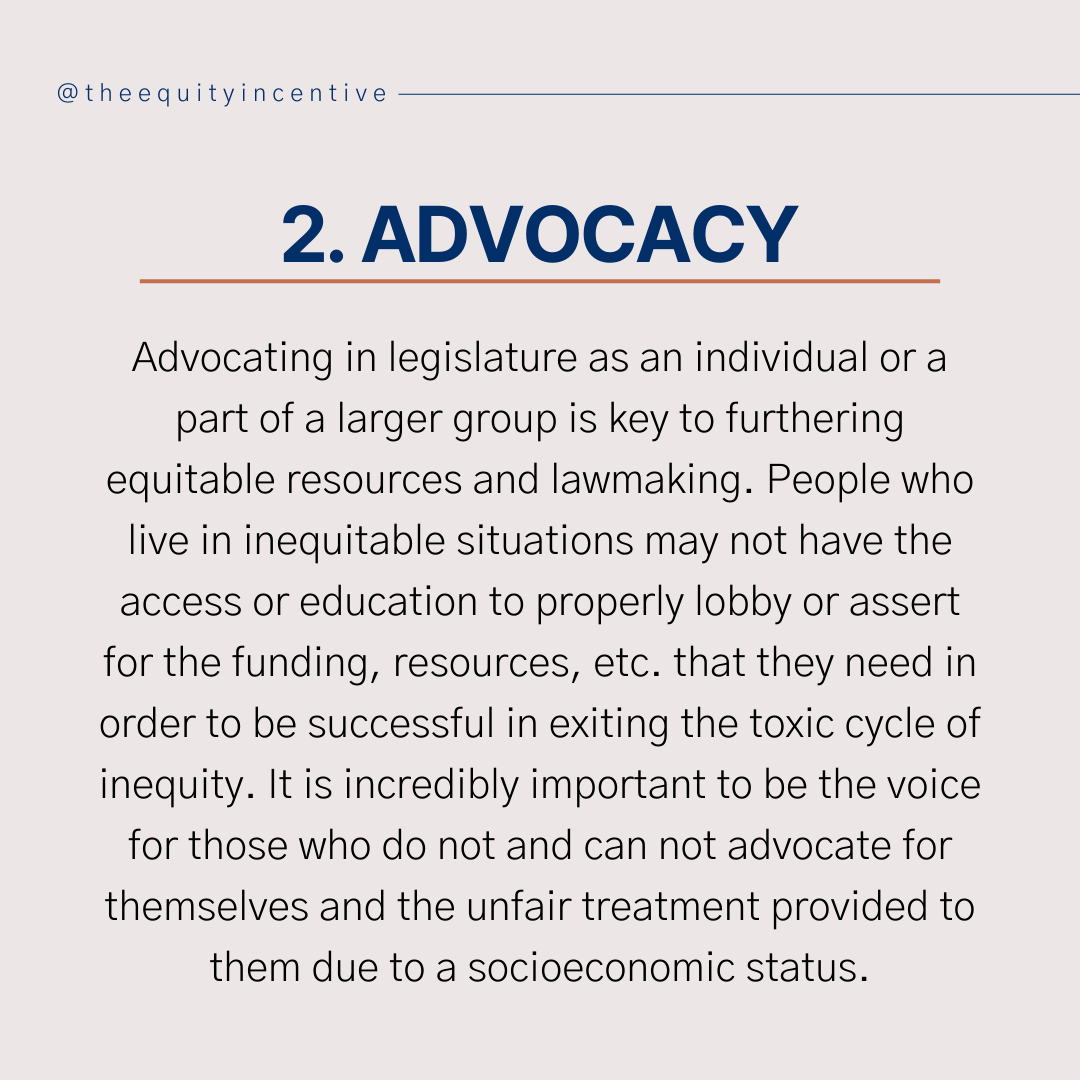 @theequityincentive
2. ADVOCACY
Advocating in legislature as an individual or a
part of a larger group is key to furthering
equitable resources and lawmaking. People who
live in inequitable situations may not have the
access or education to properly lobby or assert
for the funding, resources, etc. that they need in
order to be successful in exiting the toxic cycle of
inequity. It is incredibly important to be the voice
for those who do not and can not advocate for
themselves and the unfair treatment provided to
them due to a socioeconomic status.